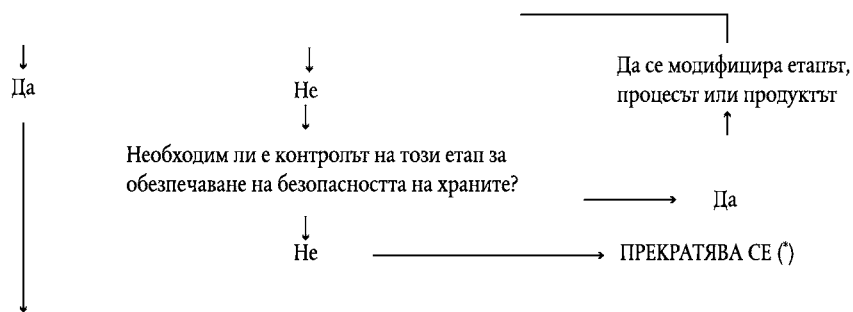 Да
Не
Да се модифицира етапът,
процесът или продуктът
Необходим ли е контролът на този етап за
обезпечаване на безопасността на храните?
Да
Не
ПРЕКРАТЯВА СЕ (*)